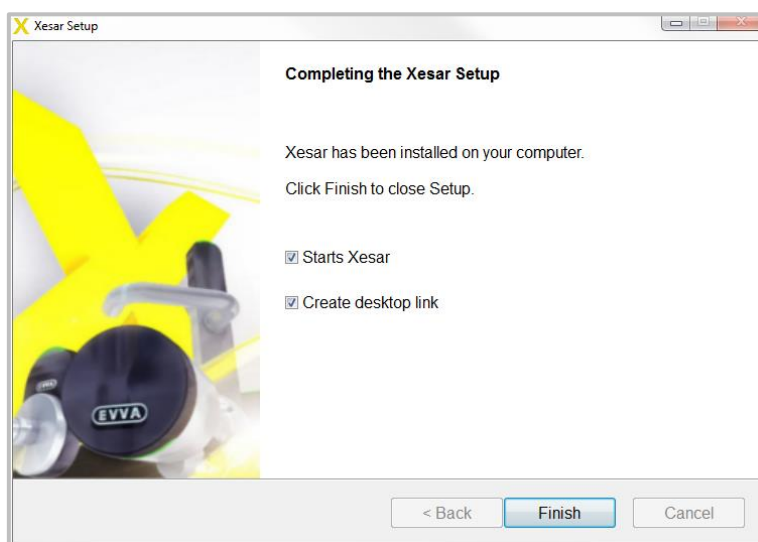 Xesar Setup
Completing the Xesar Setup
Xesar has been installed on your computer.
Click Finish to close Setup.
Starts Xesar
Create desktop link
EVVA
EVVA
< Back
Finish
Cancel